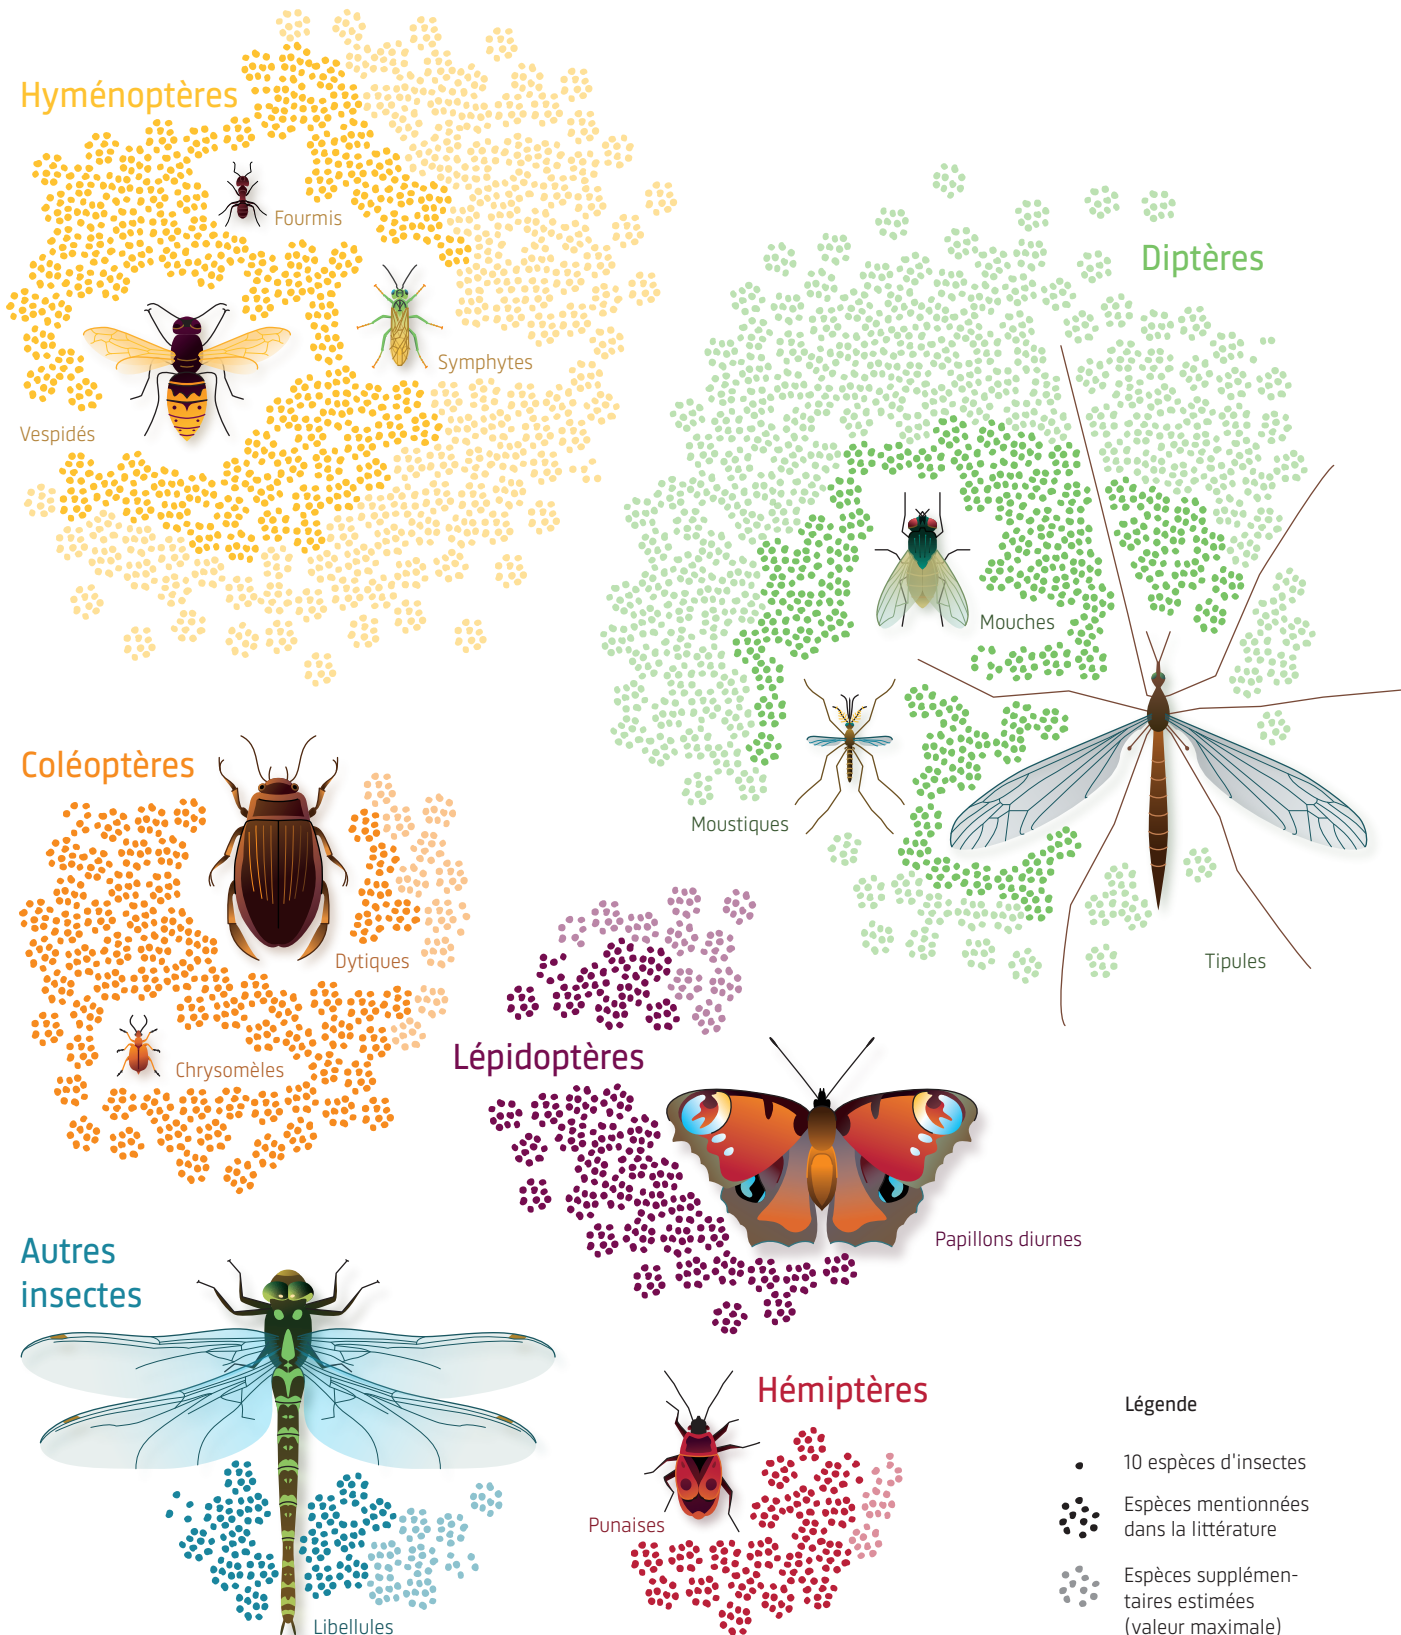 Hyménoptères
Fourmis
Symphytes
Vespidés
Diptères
Mouches
Moustiques
Tipules
Coléoptères
Dytiques
Chrysomèles
Lépidoptères
Papillons diurnes
Autres
insectes
Libellules
Hémiptères
Punaises
Légende
10 espèces d'insectes
Espèces mentionnées
dans la littérature
Espèces supplémen-
taires estimées
(valeur maximale)